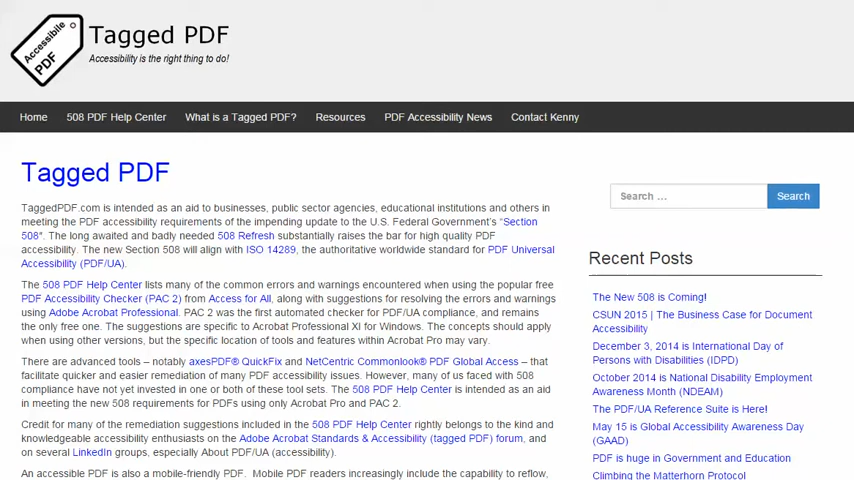 Accessibile
PDF
Tagged PDF
Accessibility is the right thing to do!
Home 508 PDF Help Center What is a Tagged PDF? Resources PDF Accessibility News Contact Kenny
Tagged PDF
TaggedPDF.com is intended as an aid to businesses, public sector agencies, educational institutions and others in
meeting the PDF accessibility requirements of the impending update to the U.S. Federal Government's "Section
508". The long awaited and badly needed 508 Refresh substantially raises the bar for high quality PDF
accessibility. The new Section 508 will align with ISO 14289, the authoritative worldwide standard for PDF Universal
Accessibility (PDF/UA).
The 508 PDF Help Center lists many of the common errors and warnings encountered when using the popular free
PDF Accessibility Checker (PAC 2) from Access for All, along with suggestions for resolving the errors and warnings
using Adobe Acrobat Professional. PAC 2 was the first automated checker for PDF/UA compliance, and remains
the only free one. The suggestions are specific to Acrobat Professional XI for Windows. The concepts should apply
when using other versions, but the specific location of tools and features within Acrobat Pro may vary.
There are advanced tools – notably axesPDF® QuickFix and NetCentric Commonlook® PDF Global Access – that
facilitate quicker and easier remediation of many PDF accessibility issues. However, many of us faced with 508
compliance have not yet invested in one or both of these tool sets. The 508 PDF Help Center is intended as an aid
in meeting the new 508 requirements for PDFs using only Acrobat Pro and PAC 2.
Credit for many of the remediation suggestions included in the 508 PDF Help Center rightly belongs to the kind and
knowledgeable accessibility enthusiasts on the Adobe Acrobat Standards & Accessibility (tagged PDF) forum, and
on several LinkedIn groups, especially About PDF/UA (accessibility).
An accessible PDF is also a mobile-friendly PDF. Mobile PDF readers increasingly include the capability to reflow,
Search …
Search
Recent Posts
The New 508 is Coming!
CSUN 2015 | The Business Case for Document
Accessibility
December 3, 2014 is International Day of
Persons with Disabilities (IDPD)
October 2014 is National Disability Employment
Awareness Month (NDEAM)
The PDF/UA Reference Suite is Here!
May 15 is Global Accessibility Awareness Day
(GAAD)
PDF is huge in Government and Education
Climbing the Matterhorn Protocol